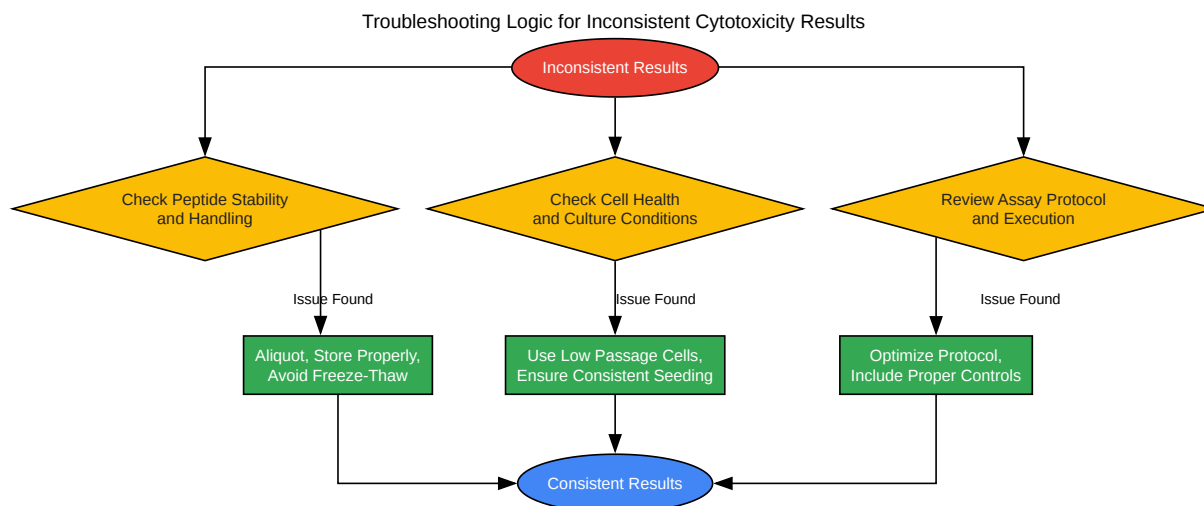 Troubleshooting Logic for Inconsistent Cytotoxicity Results
Inconsistent Results
Check Peptide Stability
and Handling
Check Cell Health
and Culture Conditions
Review Assay Protocol
and Execution
Issue Found
Issue Found
Issue Found
Aliquot, Store Properly,
Avoid Freeze-Thaw
Use Low Passage Cells,
Ensure Consistent Seeding
Optimize Protocol,
Include Proper Controls
Consistent Results